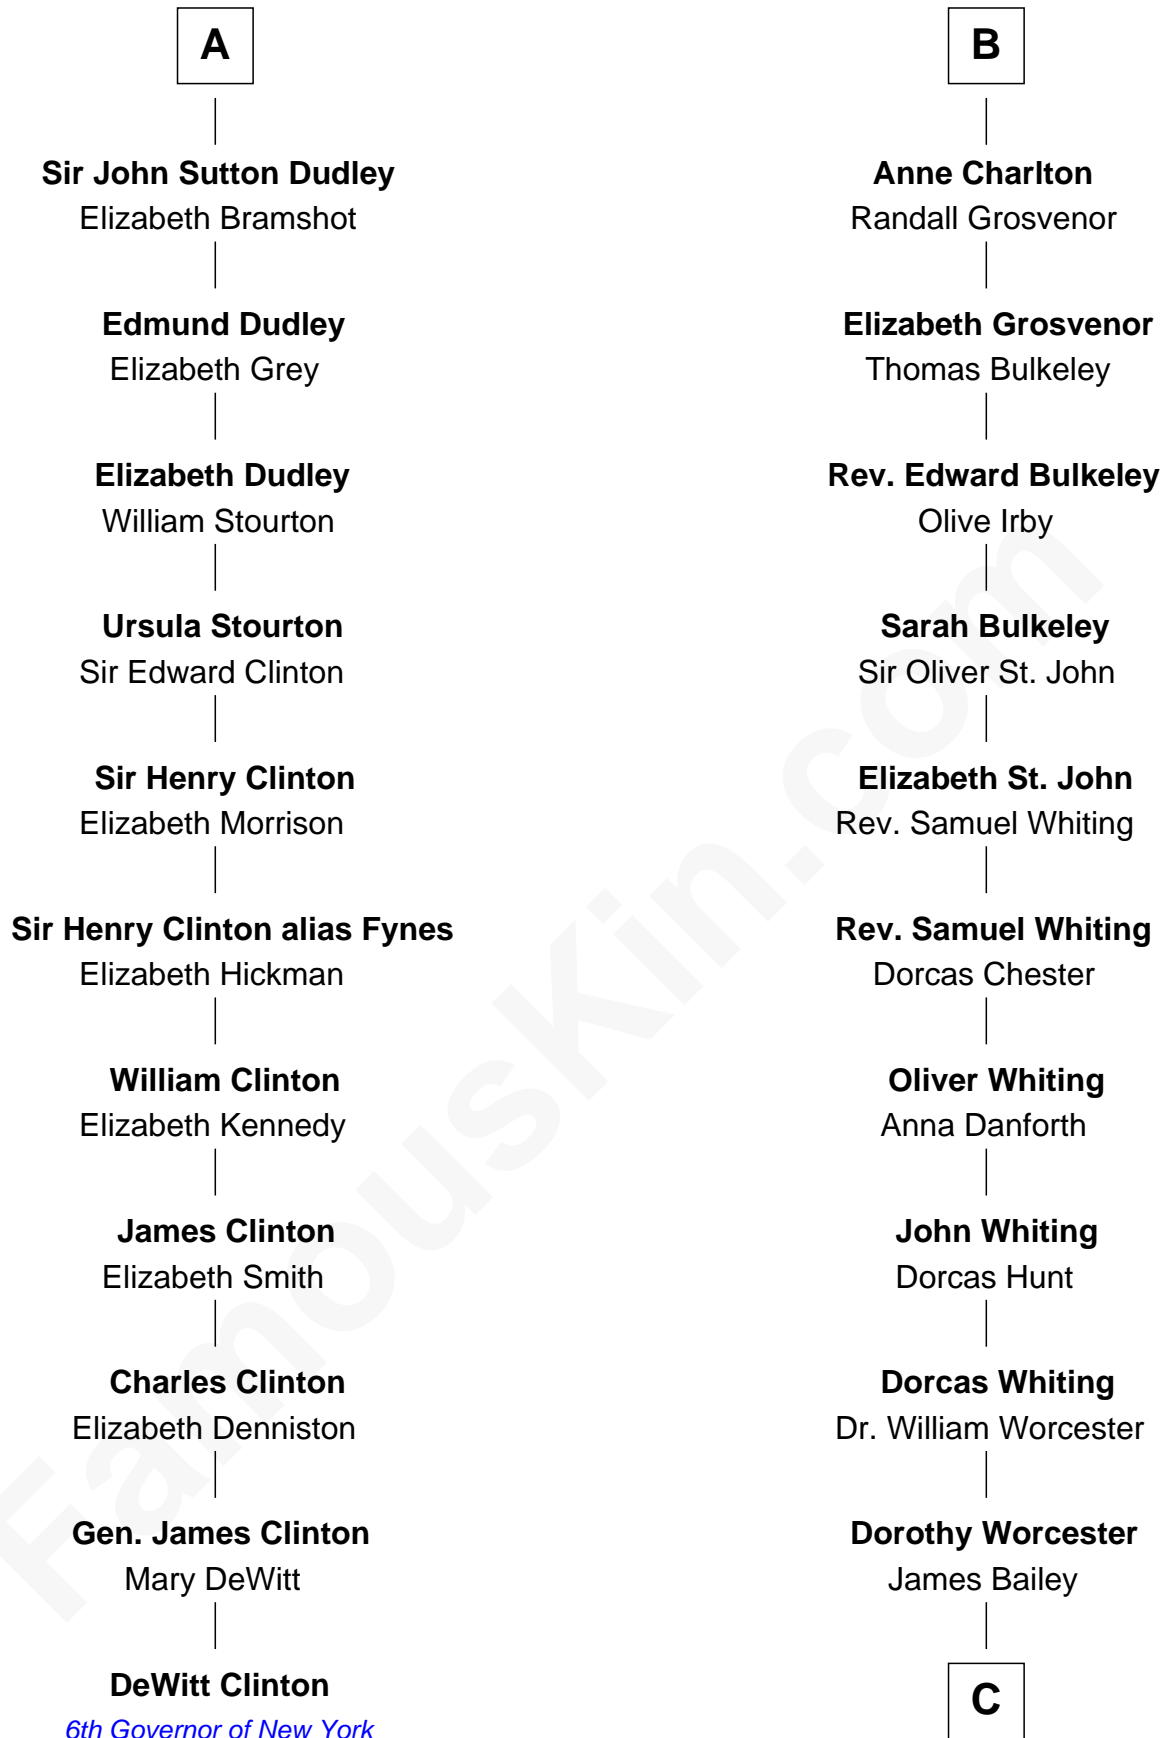 A
Sir John Sutton Dudley
Elizabeth Bramshot
Edmund Dudley
Elizabeth Grey
Elizabeth Dudley
William Stourton
Ursula Stourton
Sir Edward Clinton
Sir Henry Clinton
Elizabeth Morrison
Sir Henry Clinton alias Fynes
Elizabeth Hickman
William Clinton
Elizabeth Kennedy
James Clinton
Elizabeth Smith
Charles Clinton
Elizabeth Denniston
Gen. James Clinton
Mary DeWitt
DeWitt Clinton
6th Governor of New York
B
Anne Charlton
Randall Grosvenor
Elizabeth Grosvenor
Thomas Bulkeley
Rev. Edward Bulkeley
Olive Irby
Sarah Bulkeley
Sir Oliver St. John
Elizabeth St. John
Rev. Samuel Whiting
Rev. Samuel Whiting
Dorcas Chester
Oliver Whiting
Anna Danforth
John Whiting
Dorcas Hunt
Dorcas Whiting
Dr. William Worcester
Dorothy Worcester
James Bailey
C
FamousKin.com